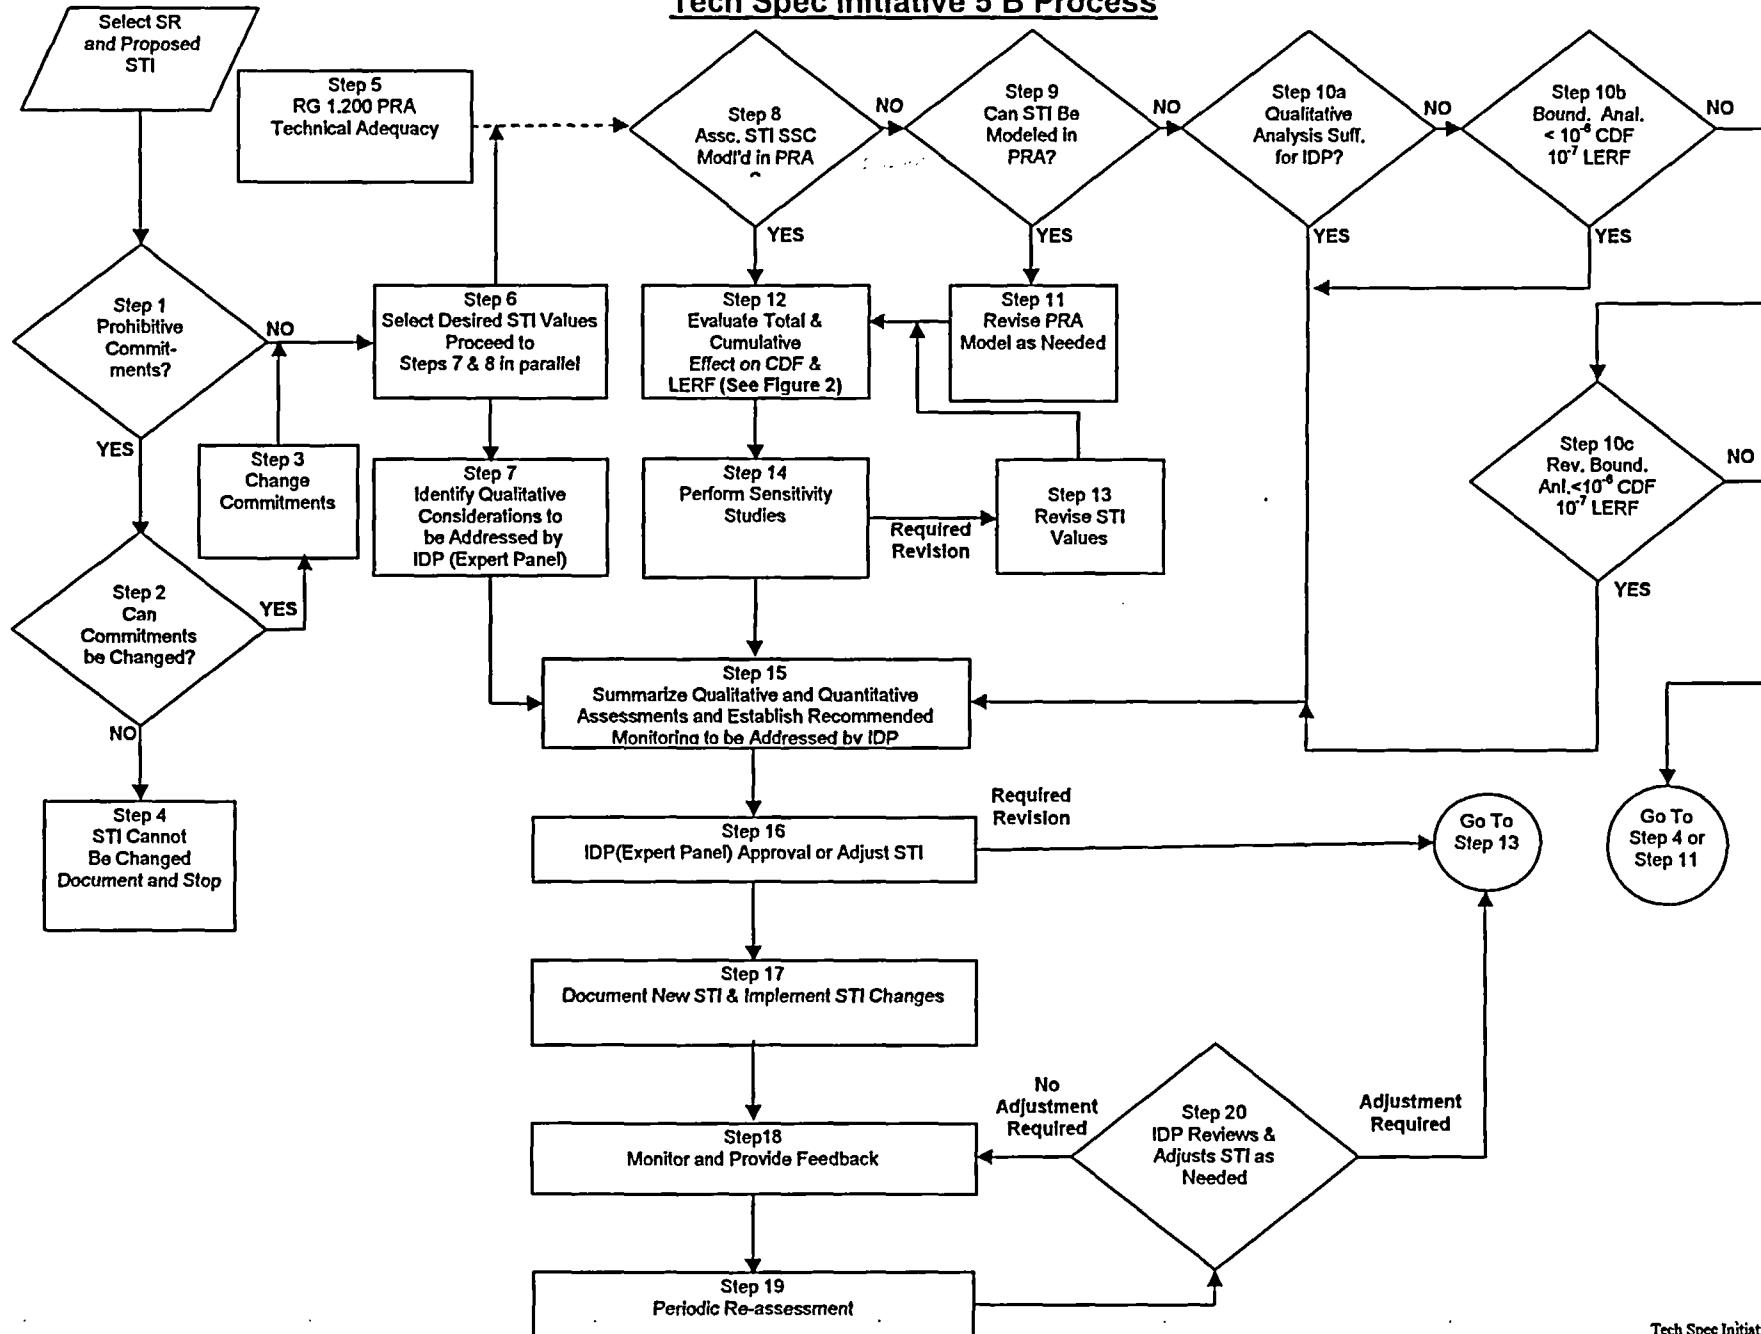 Tech Spec Initiative 5 B Process
Select SR
and Proposed
STI
Step 5
RG 1.200 PRA
Technical Adequacy
Step 8
Assc. STI SSC
Modl'd in PRA
NO
Step 9
Can STI Be
Modeled in
PRA?
NO
Step 10a
Qualitative
Analysis Suff.
for IDP?
NO
Step 10b
Bound. Anal.
< 10⁻⁶ CDF
10⁻⁷ LERF
NO
YES
YES
YES
YES
Step 1
Prohibitive
Commit-
ments?
NO
YES
Step 6
Select Desired STI Values
Proceed to
Steps 7 & 8 in parallel
Step 12
Evaluate Total &
Cumulative
Effect on CDF &
LERF (See Figure 2)
Step 11
Revise PRA
Model as Needed
Step 3
Change
Commitments
Step 7
Identify Qualitative
Considerations to
be Addressed by
IDP (Expert Panel)
Step 14
Perform Sensitivity
Studies
Required
Revision
Step 13
Revise STI
Values
Step 10c
Rev. Bound.
Anl.<10⁻⁶ CDF
10⁻⁷ LERF
NO
YES
Step 2
Can
Commitments
be Changed?
YES
NO
Step 15
Summarize Qualitative and Quantitative
Assessments and Establish Recommended
Monitoring to be Addressed by IDP
Step 4
STI Cannot
Be Changed
Document and Stop
Step 16
IDP(Expert Panel) Approval or Adjust STI
Required
Revision
Go To
Step 13
Go To
Step 4 or
Step 11
Step 17
Document New STI & Implement STI Changes
Step18
Monitor and Provide Feedback
No
Adjustment
Required
Step 20
IDP Reviews &
Adjusts STI as
Needed
Adjustment
Required
Step 19
Periodic Re-assessment
Tech Spec Initiat